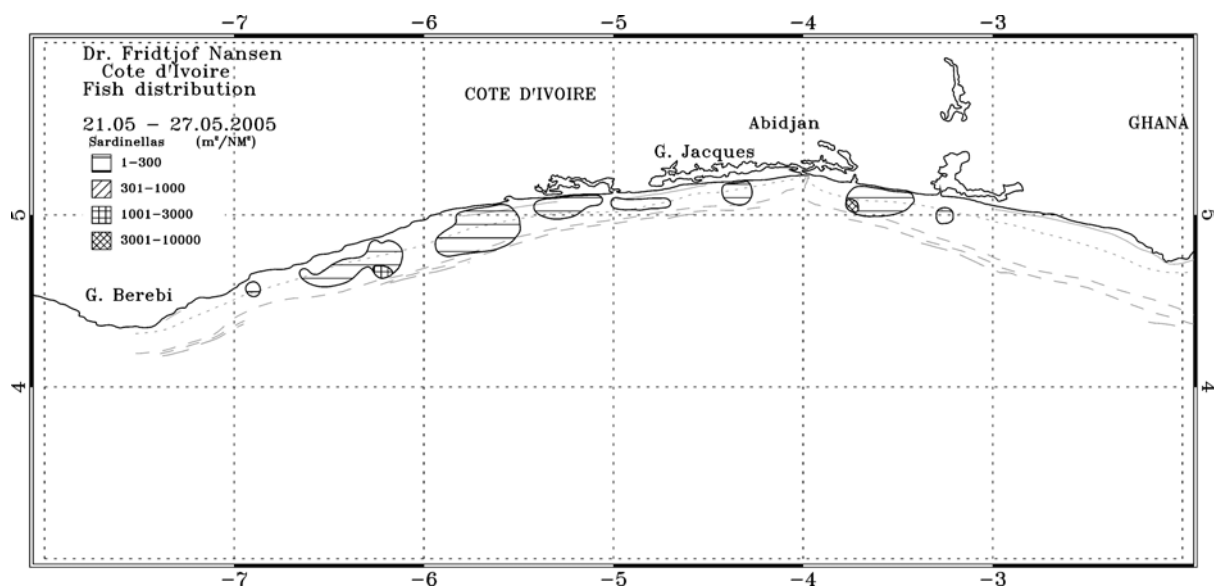 -7 -6 -5 -4 -3
Dr. Fridtjof Nansen
Cote d'Ivoire
Fish distribution
COTE D'IVOIRE
21.05 - 27.05.2005
Sardinellas (m²/NM²)
1-300
301-1000
1001-3000
3001-10000
Abidjan
GHANA
G. Jacques
5 5
G. Berebi
4 4
-7 -6 -5 -4 -3